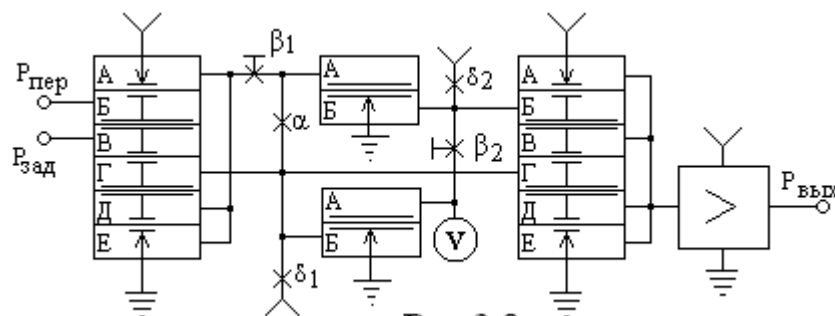 Pпер
Pзад
А
Б
В
Г
Д
Е
β1
α
δ1
А
Б
А
Б
δ2
β2
V
А
Б
В
Г
Д
Е
>
Pвых